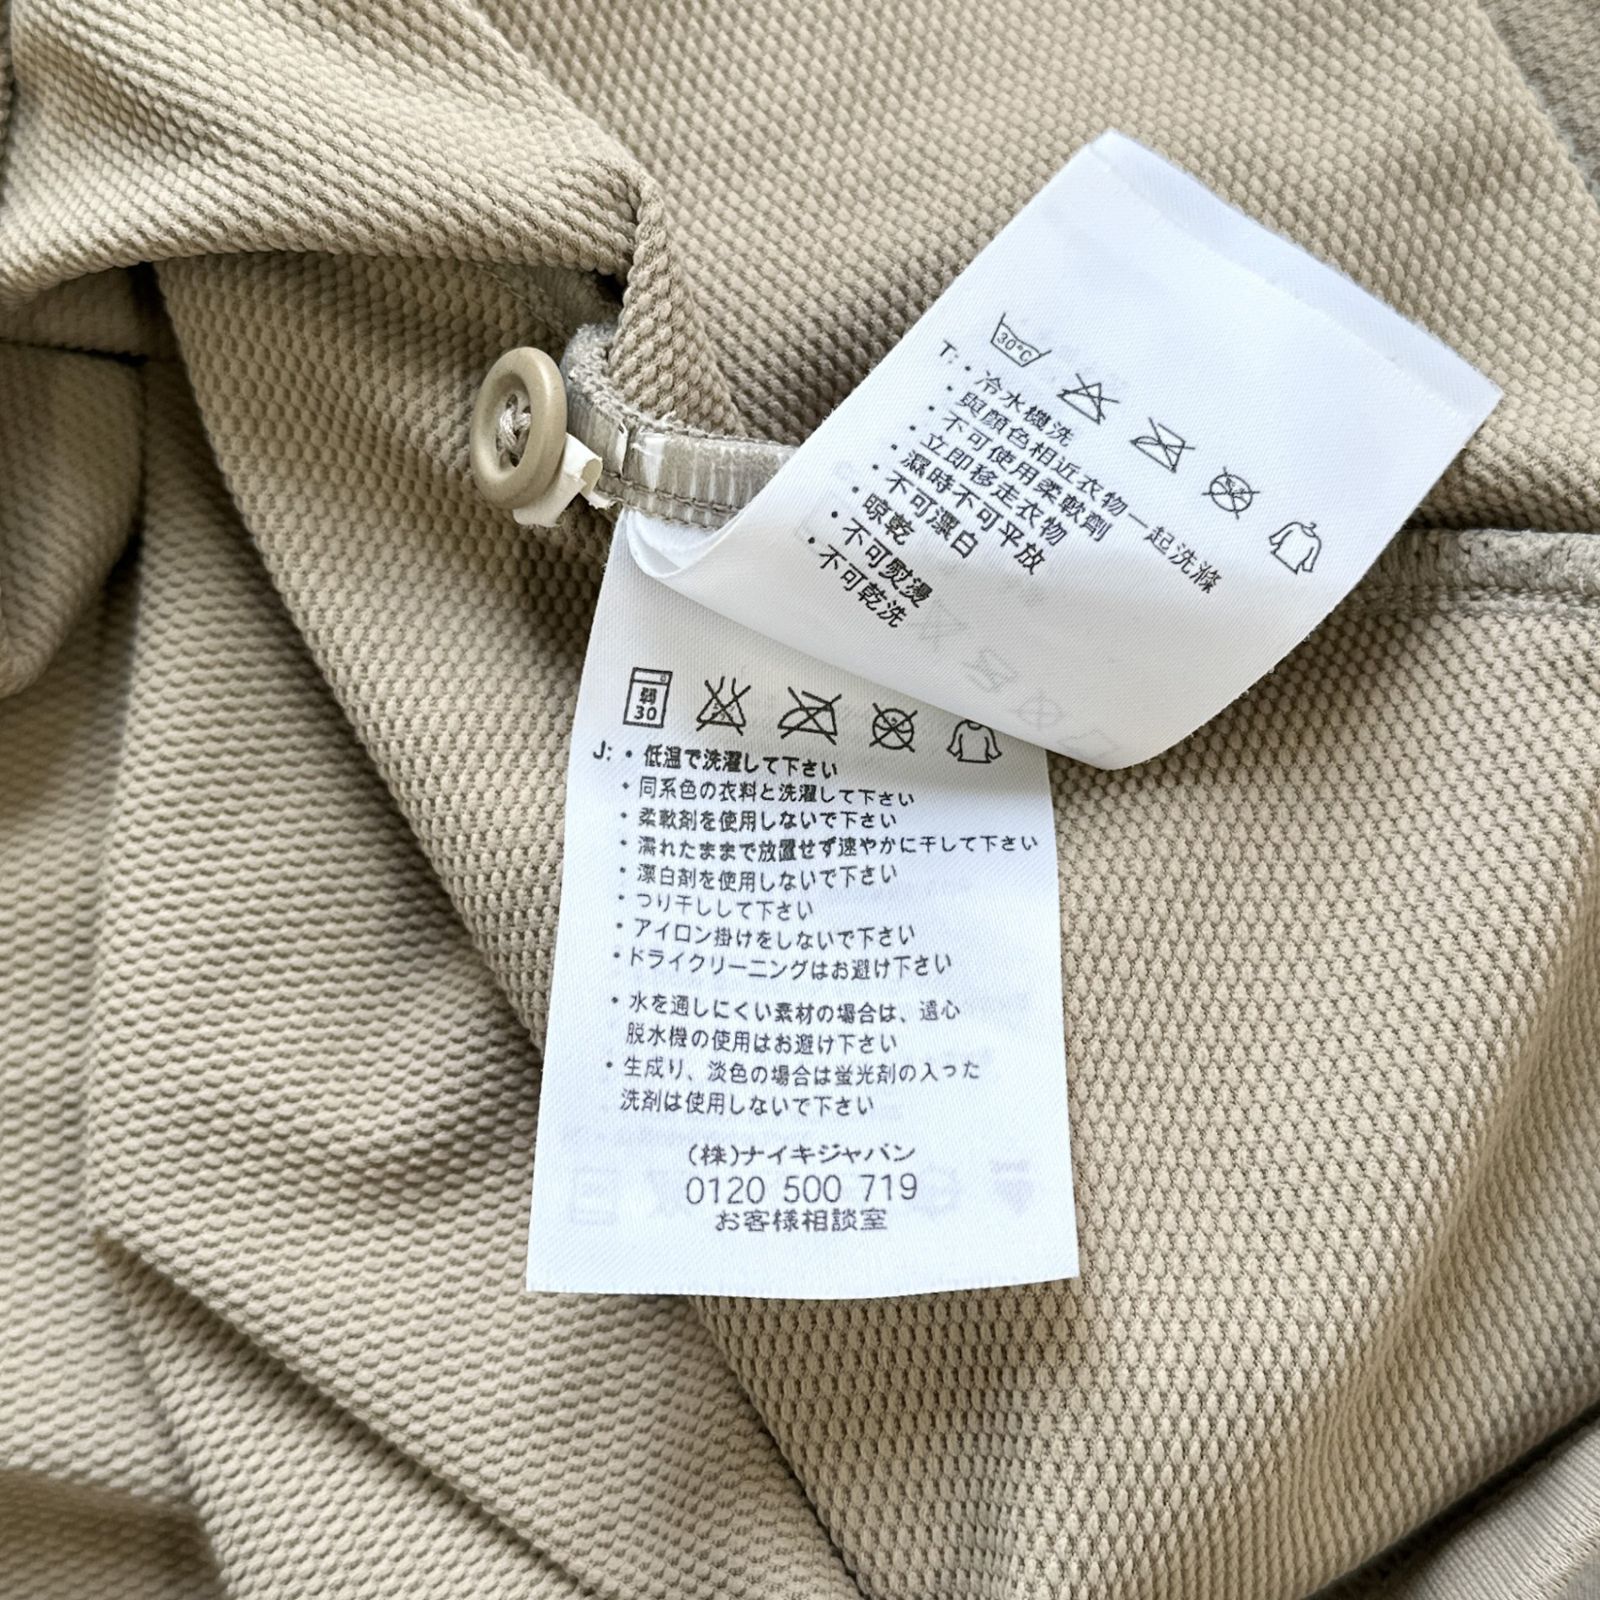 30°C
T: ・冷水機洗
・與顏色相近衣物一起洗滌
・不可使用柔軟劑
・立即移走衣物
・濕時不可平放
・不可漂白
・晾乾
・不可熨燙
・不可乾洗
弱
30
J: ・低温で洗濯して下さい
・同系色の衣料と洗濯して下さい
・柔軟剤を使用しないで下さい
・濡れたままで放置せず速やかに干して下さい
・漂白剤を使用しないで下さい
・つり干しして下さい
・アイロン掛けをしないで下さい
・ドライクリーニングはお避け下さい
・水を通しにくい素材の場合は、遠心
脱水機の使用はお避け下さい
・生成り、淡色の場合は蛍光剤の入った
洗剤は使用しないで下さい
(株)ナイキジャパン
0120 500 719
お客様相談室